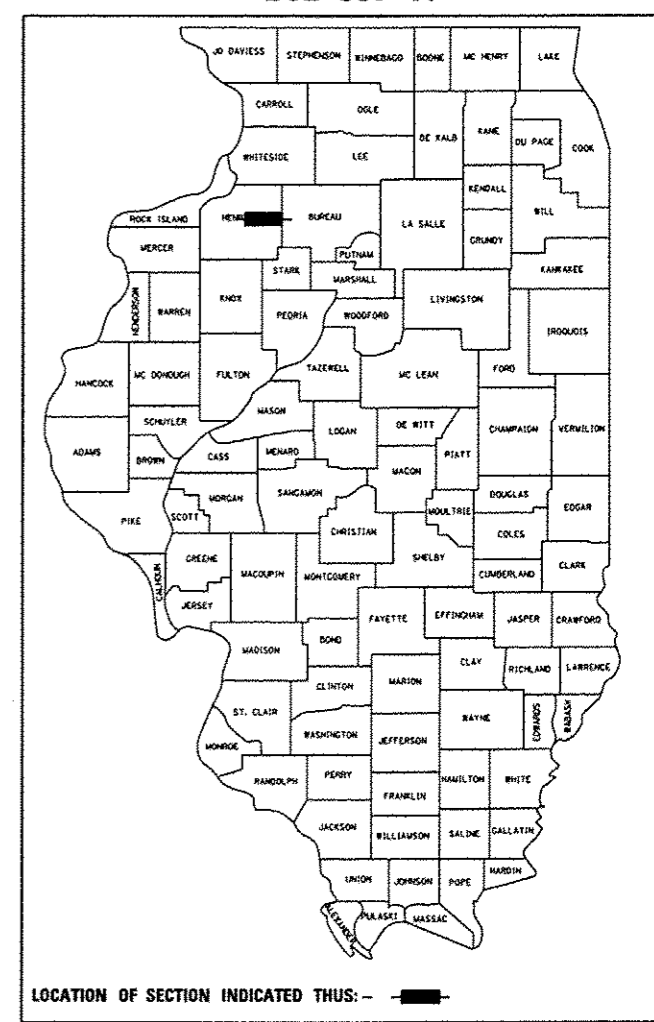 JO DAVIESS STEPHENSON WINNEBAGO BOONE MC HENRY LAKE
CARROLL OGLE DE KALB KANE DU PAGE COOK
WHITESIDE LEE KENDALL WILL
ROCK ISLAND HENR BUREAU LA SALLE GRUNDY
MERCER PUTNAM KANKAKEE
HENDERSON WARREN KNOX STARK MARSHALL LIVINGSTON
PEORIA WOODFORD IROQUOIS
HANCOCK MC DONOUGH FULTON TAZEWELL MC LEAN FORD
SCHUYLER MASON LOGAN DE WITT CHAMPAIGN VERMILION
ADAMS BROWN CASS MENARD MACON PIATT
PIKE SCOTT MORGAN SANGAMON CHRISTIAN MOULTRIE DOUGLAS EDGAR
COLES
CALHOUN GREENE MACOUPIN MONTGOMERY SHELBY CUMBERLAND CLARK
JERSEY FAYETTE EFFINGHAM JASPER CRAWFORD
MADISON BOND CLAY RICHLAND LAWRENCE
CLINTON MARION
ST. CLAIR WASHINGTON JEFFERSON WAYNE EDWARDS WABASH
MONROE
RANDOLPH PERRY HAMILTON WHITE
FRANKLIN
JACKSON WILLIAMSON SALINE GALLATIN
UNION JOHNSON POPE HARDIN
ALEXANDER PULASKI MASSAC
LOCATION OF SECTION INDICATED THUS: -